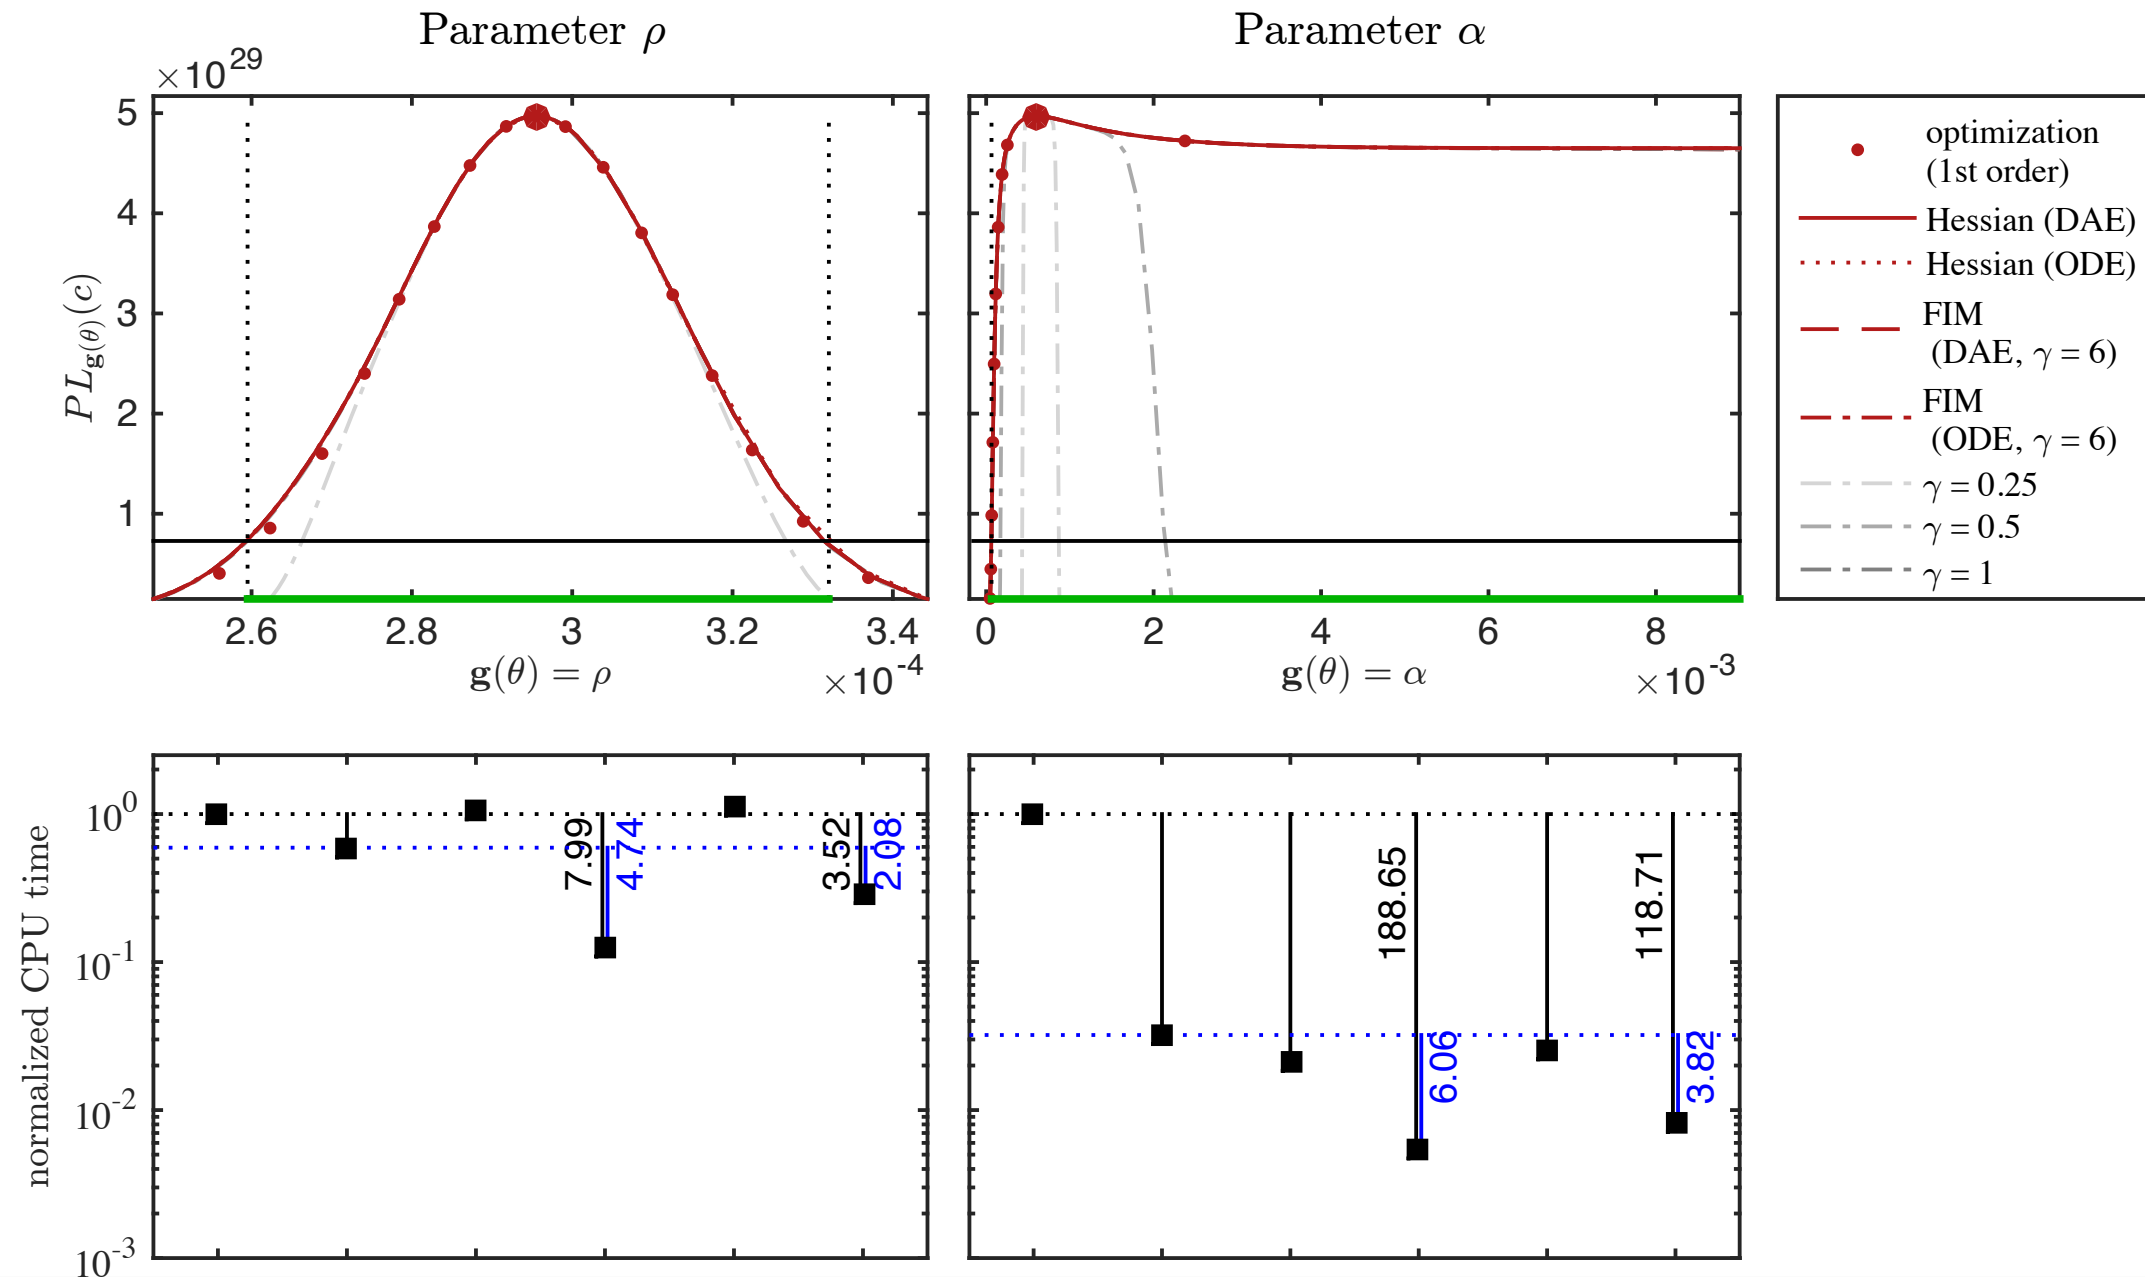 Parameter ρ
Parameter α
×10^29
5
4
3
2
1
PL_g(θ)(c)
2.6 2.8 3 3.2 3.4
g(θ) = ρ
×10^-4
0 2 4 6 8
g(θ) = α
×10^-3
optimization
(1st order)
Hessian (DAE)
Hessian (ODE)
FIM
(DAE, γ = 6)
FIM
(ODE, γ = 6)
γ = 0.25
γ = 0.5
γ = 1
normalized CPU time
10^0
10^-1
10^-2
10^-3
7.99
4.74
3.52
2.08
188.65
6.06
118.71
3.82